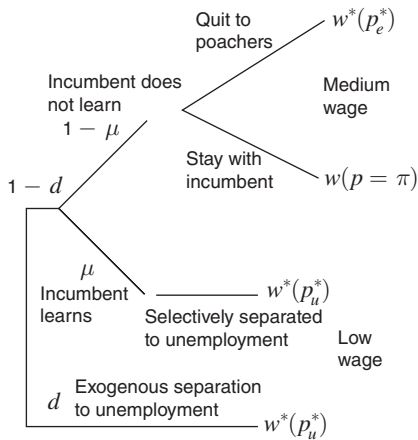 Quit to
poachers
w*(p*ₑ)
Incumbent does
not learn
Medium
wage
1 − μ
Stay with
incumbent
w(p = π)
1 − d
μ
Incumbent
learns
w*(p*ᵤ)
Selectively separated
to unemployment
Low
wage
d
Exogenous separation
to unemployment
w*(p*ᵤ)